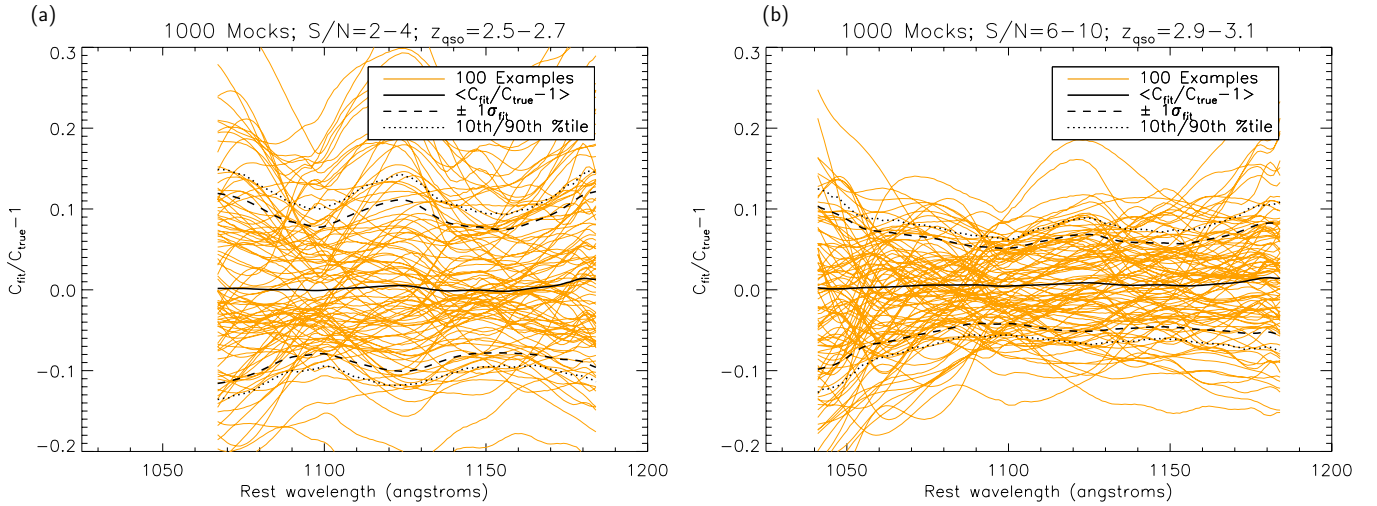 (a)
1000 Mocks; S/N=2−4; z_qso=2.5−2.7
C_fit/C_true−1
0.3
0.2
0.1
0.0
−0.1
−0.2
100 Examples
<C_fit/C_true−1>
± 1σ_fit
10th/90th %tile
1050
1100
1150
1200
Rest wavelength (angstroms)
(b)
1000 Mocks; S/N=6−10; z_qso=2.9−3.1
C_fit/C_true−1
0.3
0.2
0.1
0.0
−0.1
−0.2
100 Examples
<C_fit/C_true−1>
± 1σ_fit
10th/90th %tile
1050
1100
1150
1200
Rest wavelength (angstroms)